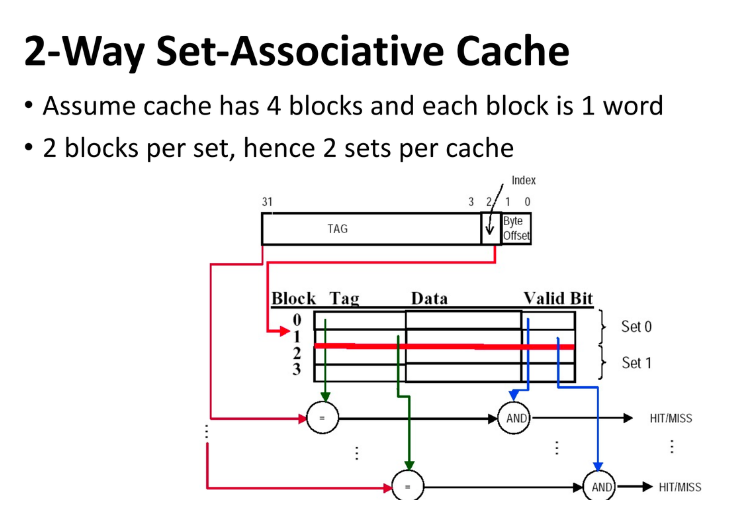 2-Way Set-Associative Cache
• Assume cache has 4 blocks and each block is 1 word
• 2 blocks per set, hence 2 sets per cache
Index
31 3 2 1 0
TAG
Byte
Offset
Block Tag Data Valid Bit
0
1
2
3
Set 0
Set 1
= AND HIT/MISS
= AND HIT/MISS